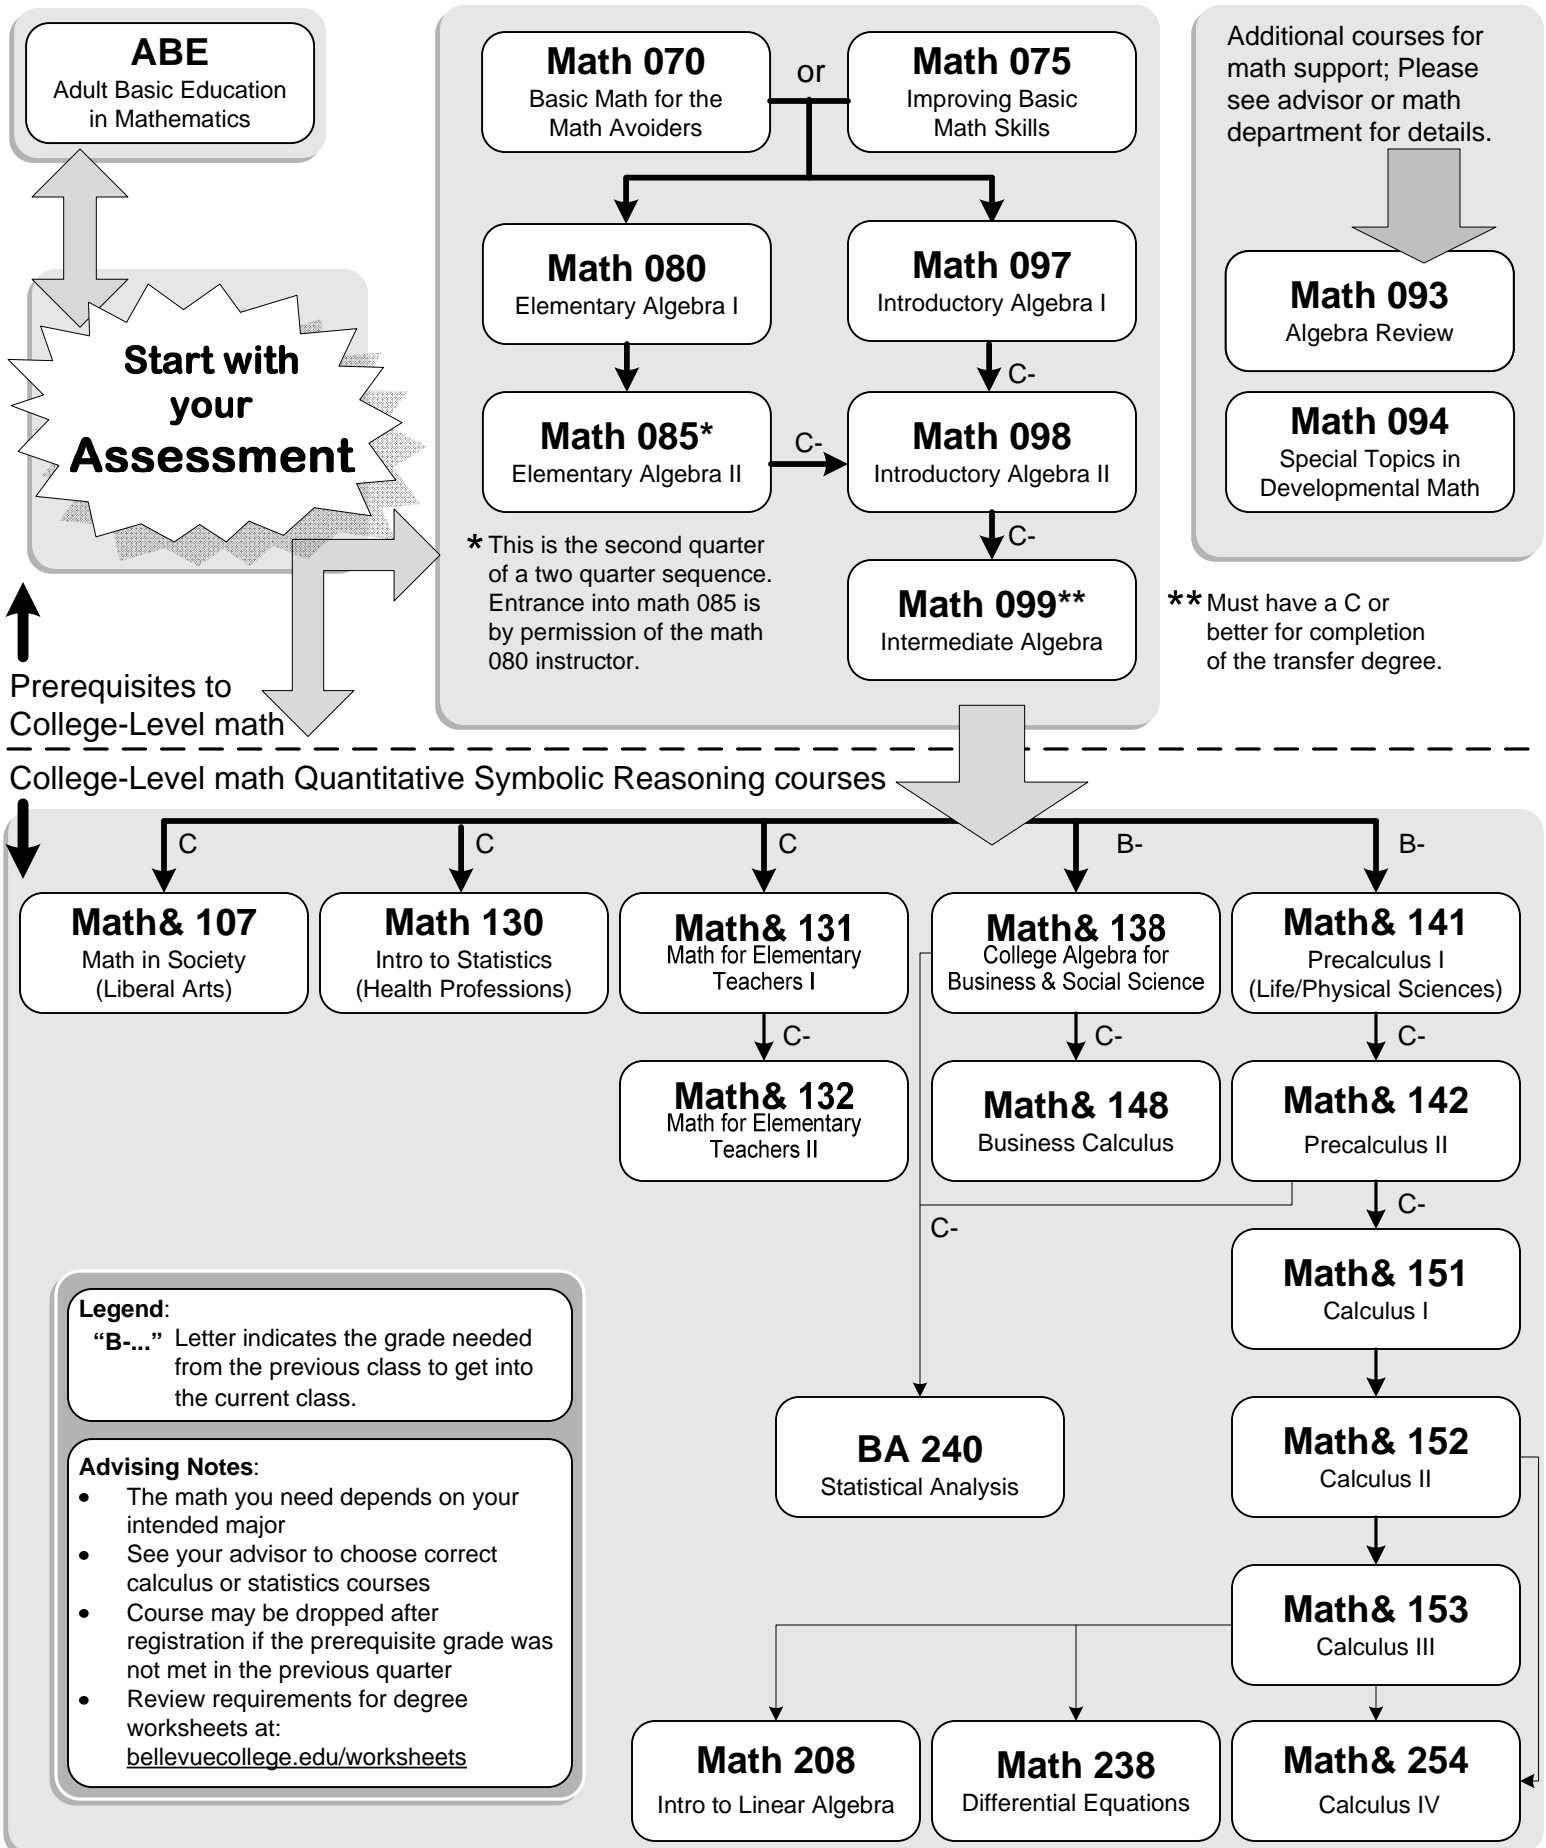 ABE
Adult Basic Education
in Mathematics
Start with
your
Assessment
Math 070
Basic Math for the
Math Avoiders
or
Math 075
Improving Basic
Math Skills
Math 080
Elementary Algebra I
Math 097
Introductory Algebra I
C-
Math 085*
Elementary Algebra II
C-
Math 098
Introductory Algebra II
C-
* This is the second quarter
of a two quarter sequence.
Entrance into math 085 is
by permission of the math
080 instructor.
Math 099**
Intermediate Algebra
Additional courses for
math support; Please
see advisor or math
department for details.
Math 093
Algebra Review
Math 094
Special Topics in
Developmental Math
** Must have a C or
better for completion
of the transfer degree.
Prerequisites to
College-Level math
College-Level math Quantitative Symbolic Reasoning courses
C
C
C
B-
B-
Math& 107
Math in Society
(Liberal Arts)
Math 130
Intro to Statistics
(Health Professions)
Math& 131
Math for Elementary
Teachers I
Math& 138
College Algebra for
Business & Social Science
Math& 141
Precalculus I
(Life/Physical Sciences)
C-
C-
C-
Math& 132
Math for Elementary
Teachers II
Math& 148
Business Calculus
Math& 142
Precalculus II
C-
C-
Math& 151
Calculus I
Legend:
“B-...” Letter indicates the grade needed
from the previous class to get into
the current class.
BA 240
Statistical Analysis
Math& 152
Calculus II
Advising Notes:
• The math you need depends on your
intended major
• See your advisor to choose correct
calculus or statistics courses
• Course may be dropped after
registration if the prerequisite grade was
not met in the previous quarter
• Review requirements for degree
worksheets at:
bellevuecollege.edu/worksheets
Math& 153
Calculus III
Math 208
Intro to Linear Algebra
Math 238
Differential Equations
Math& 254
Calculus IV